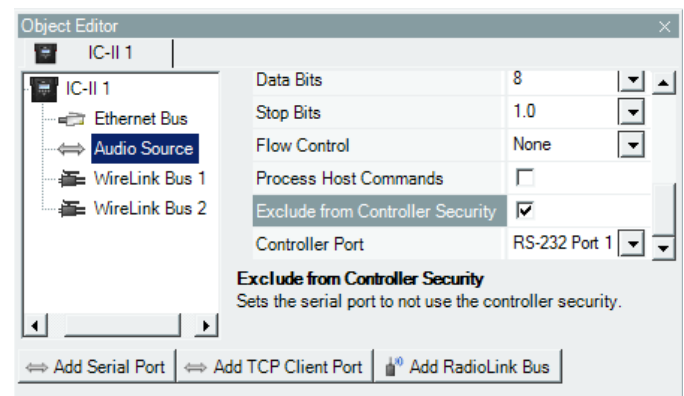 Object Editor
IC-II 1
IC-II 1
Ethernet Bus
Audio Source
WireLink Bus 1
WireLink Bus 2
Data Bits 8
Stop Bits 1.0
Flow Control None
Process Host Commands
Exclude from Controller Security
Controller Port RS-232 Port 1
Exclude from Controller Security
Sets the serial port to not use the controller security.
Add Serial Port Add TCP Client Port Add RadioLink Bus